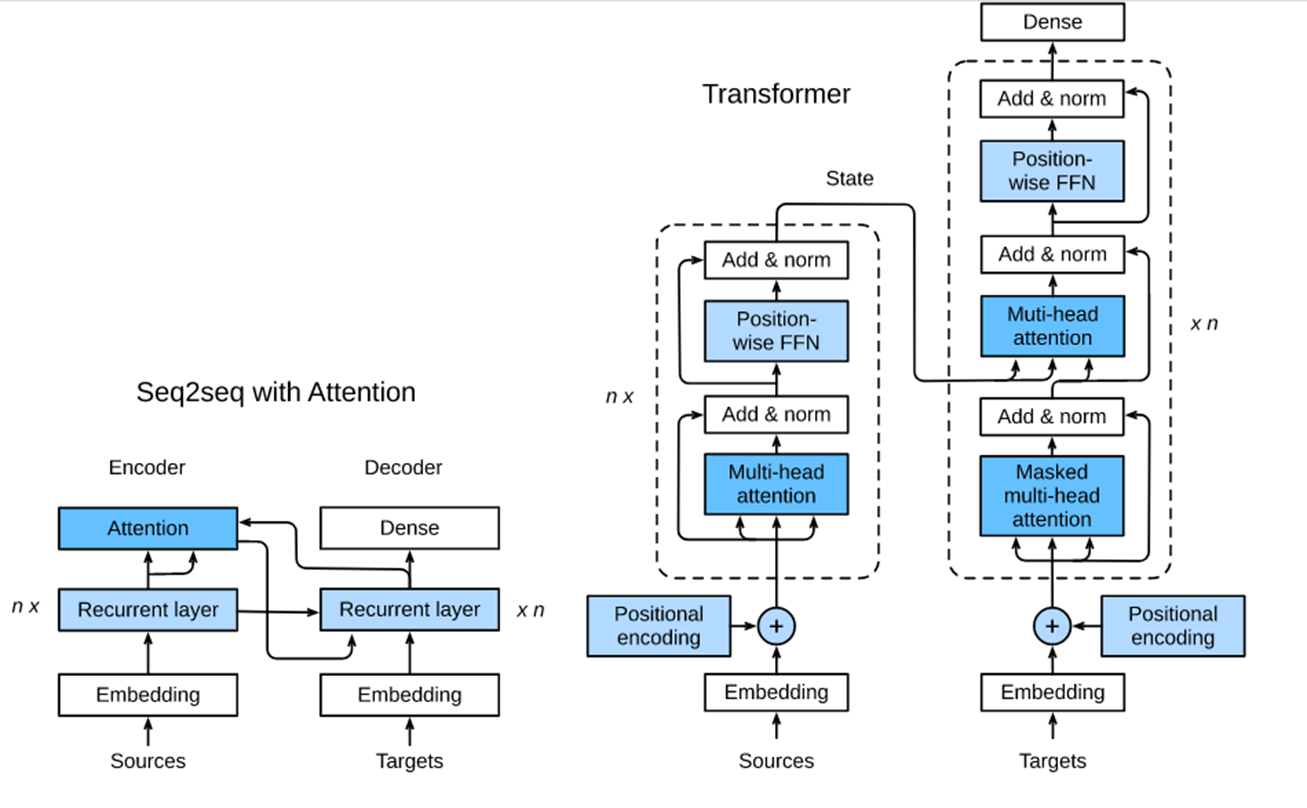 Seq2seq with Attention
Encoder
Decoder
Attention
Dense
n x
Recurrent layer
Recurrent layer
x n
Embedding
Embedding
Sources
Targets
Transformer
State
n x
Add & norm
Position-
wise FFN
Add & norm
Multi-head
attention
Positional
encoding
+
Embedding
Sources
Dense
Add & norm
Position-
wise FFN
Add & norm
Muti-head
attention
x n
Add & norm
Masked
multi-head
attention
+
Positional
encoding
Embedding
Targets